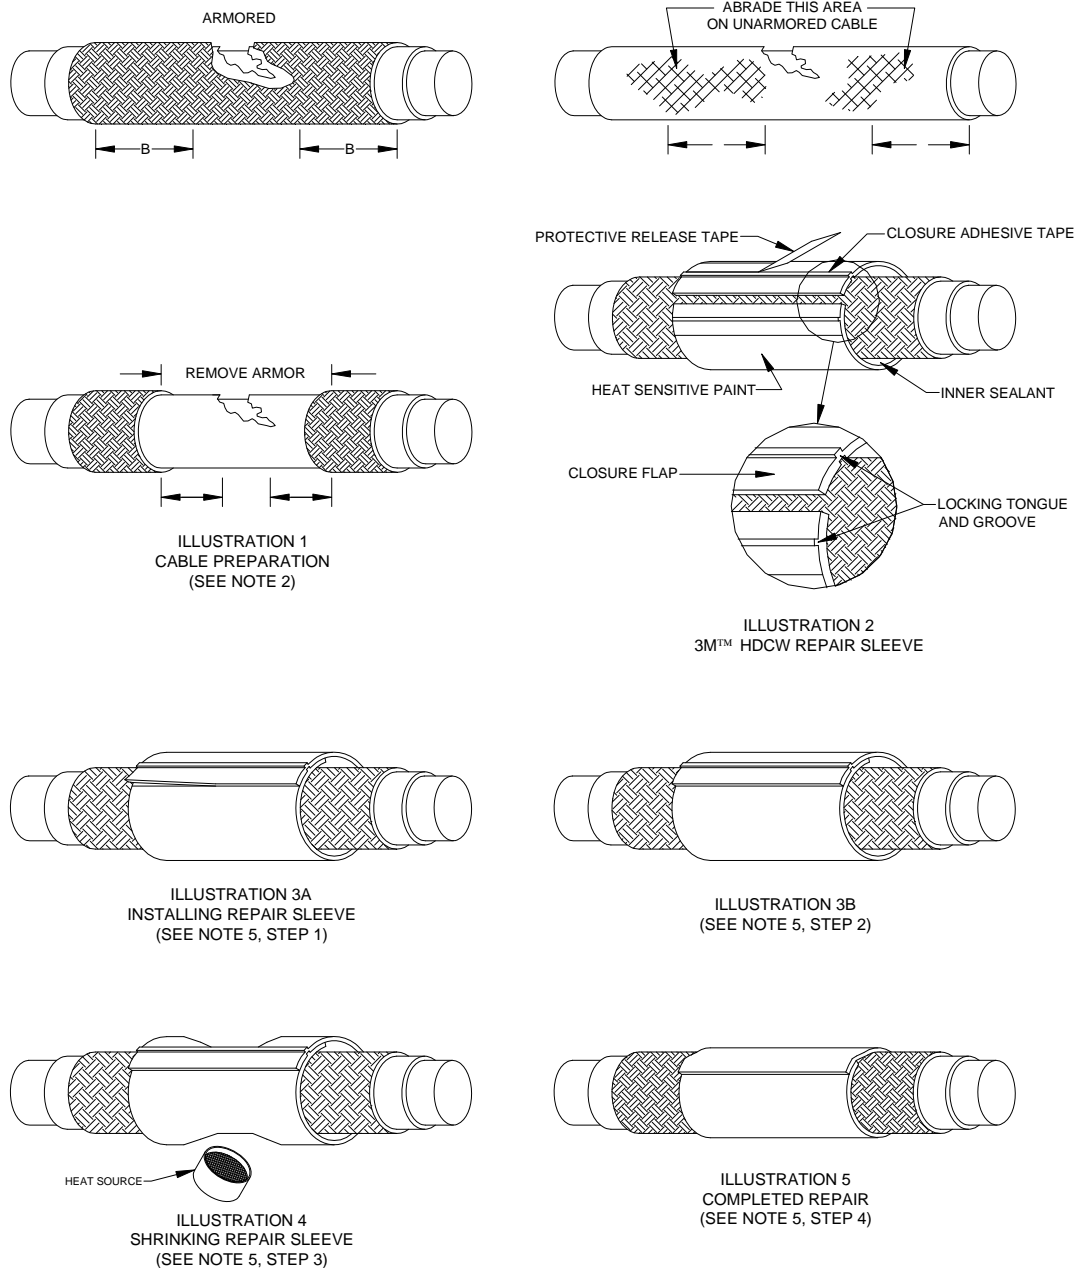 ARMORED
B
B
ABRADE THIS AREA
ON UNARMORED CABLE
REMOVE ARMOR
ILLUSTRATION 1
CABLE PREPARATION
(SEE NOTE 2)
PROTECTIVE RELEASE TAPE
CLOSURE ADHESIVE TAPE
HEAT SENSITIVE PAINT
INNER SEALANT
CLOSURE FLAP
LOCKING TONGUE
AND GROOVE
ILLUSTRATION 2
3M™ HDCW REPAIR SLEEVE
ILLUSTRATION 3A
INSTALLING REPAIR SLEEVE
(SEE NOTE 5, STEP 1)
ILLUSTRATION 3B
(SEE NOTE 5, STEP 2)
HEAT SOURCE
ILLUSTRATION 4
SHRINKING REPAIR SLEEVE
(SEE NOTE 5, STEP 3)
ILLUSTRATION 5
COMPLETED REPAIR
(SEE NOTE 5, STEP 4)